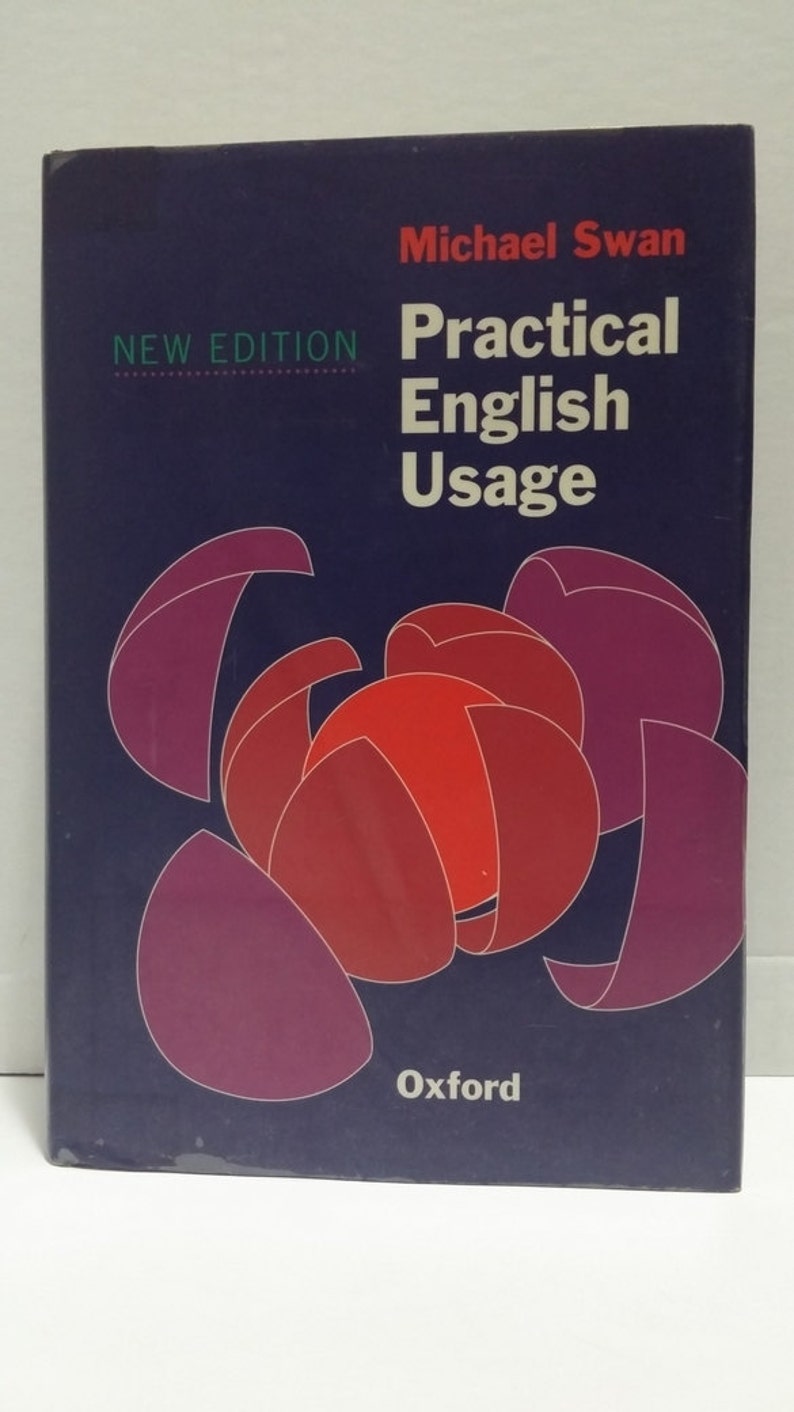 Michael Swan
NEW EDITION
Practical
English
Usage
Oxford